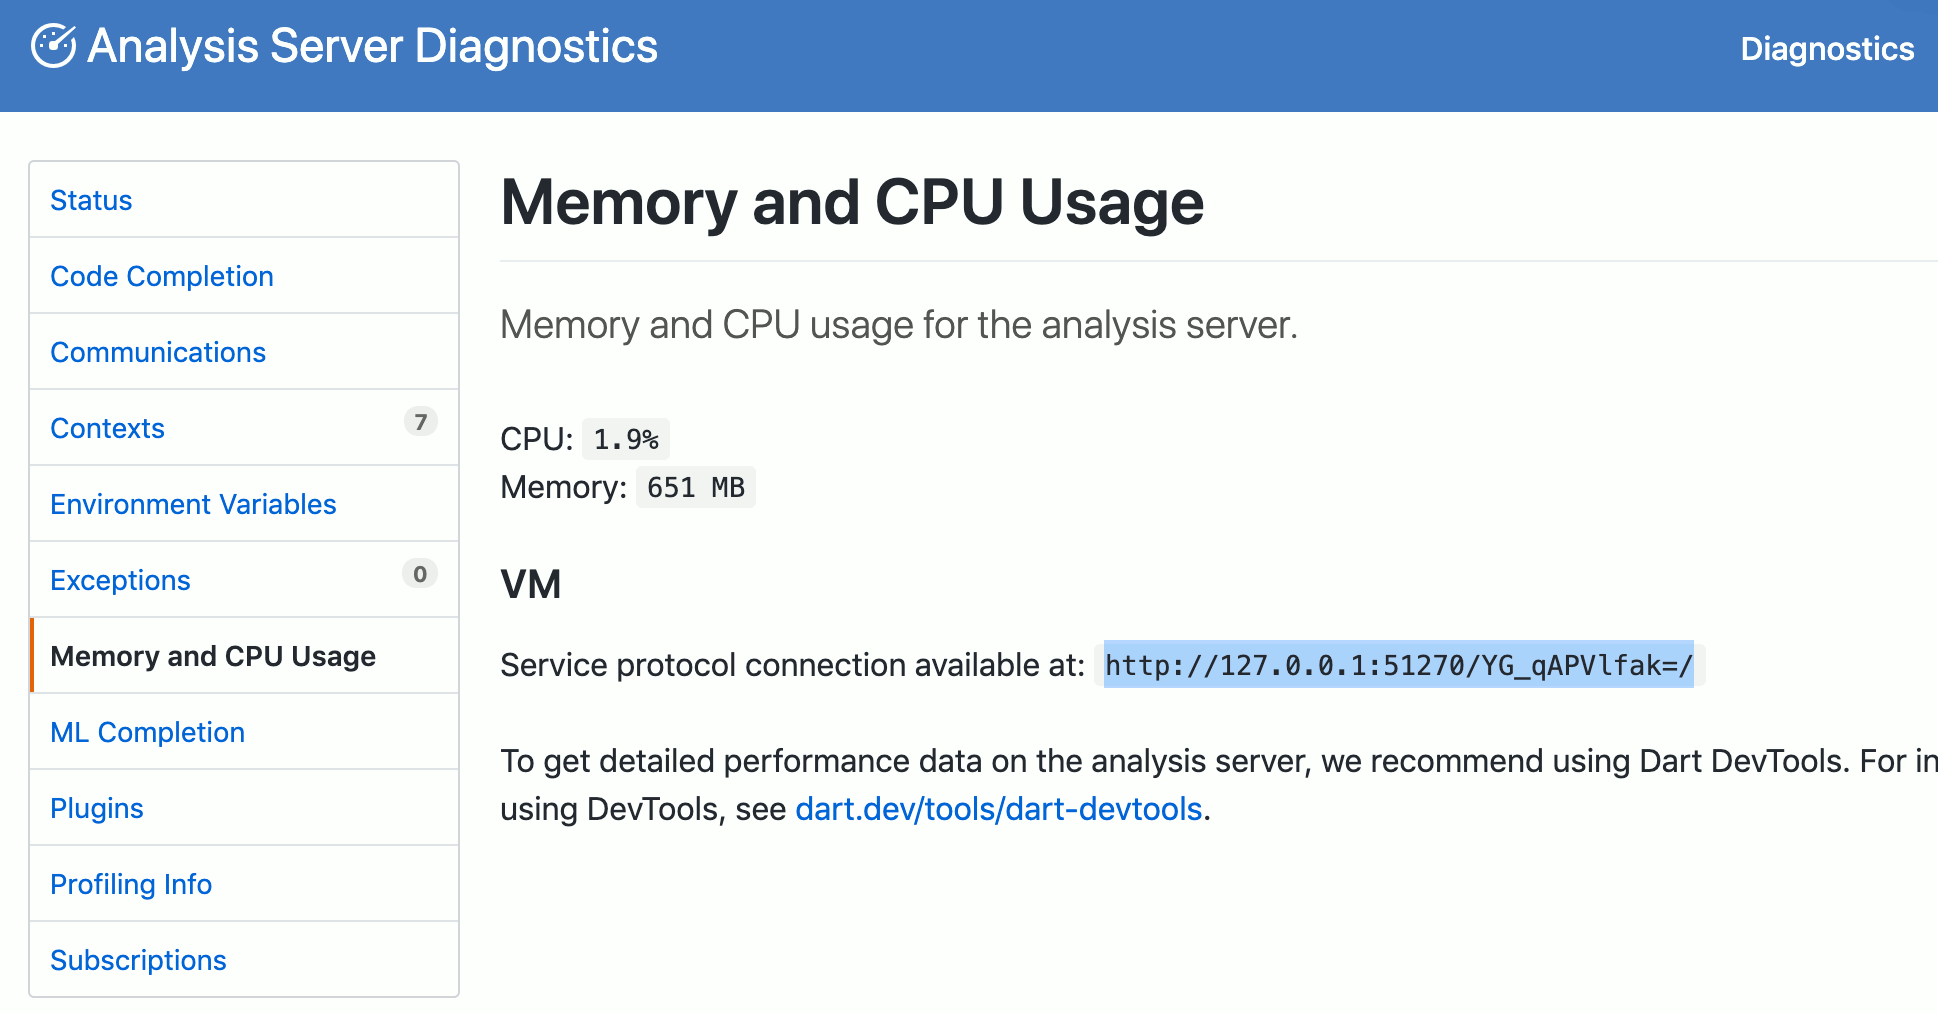 Analysis Server Diagnostics
Diagnostics
Status
Code Completion
Communications
Contexts 7
Environment Variables
Exceptions 0
Memory and CPU Usage
ML Completion
Plugins
Profiling Info
Subscriptions
Memory and CPU Usage
Memory and CPU usage for the analysis server.
CPU: 1.9%
Memory: 651 MB
VM
Service protocol connection available at: http://127.0.0.1:51270/YG_qAPVlfak=/
To get detailed performance data on the analysis server, we recommend using Dart DevTools. For in
using DevTools, see dart.dev/tools/dart-devtools.